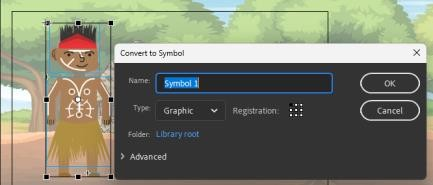 Convert to Symbol
Name: Symbol 1 OK
Type: Graphic Registration: Cancel
Folder: Library root
Advanced